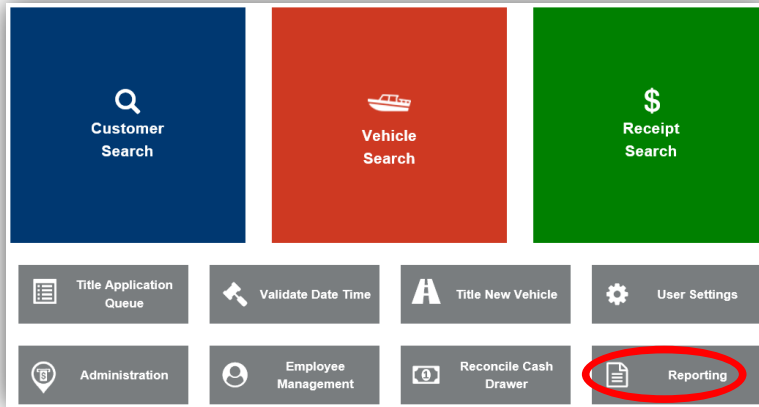 Customer
Search
Vehicle
Search
$
Receipt
Search
Title Application
Queue
Validate Date Time
Title New Vehicle
User Settings
Administration
Employee
Management
Reconcile Cash
Drawer
Reporting